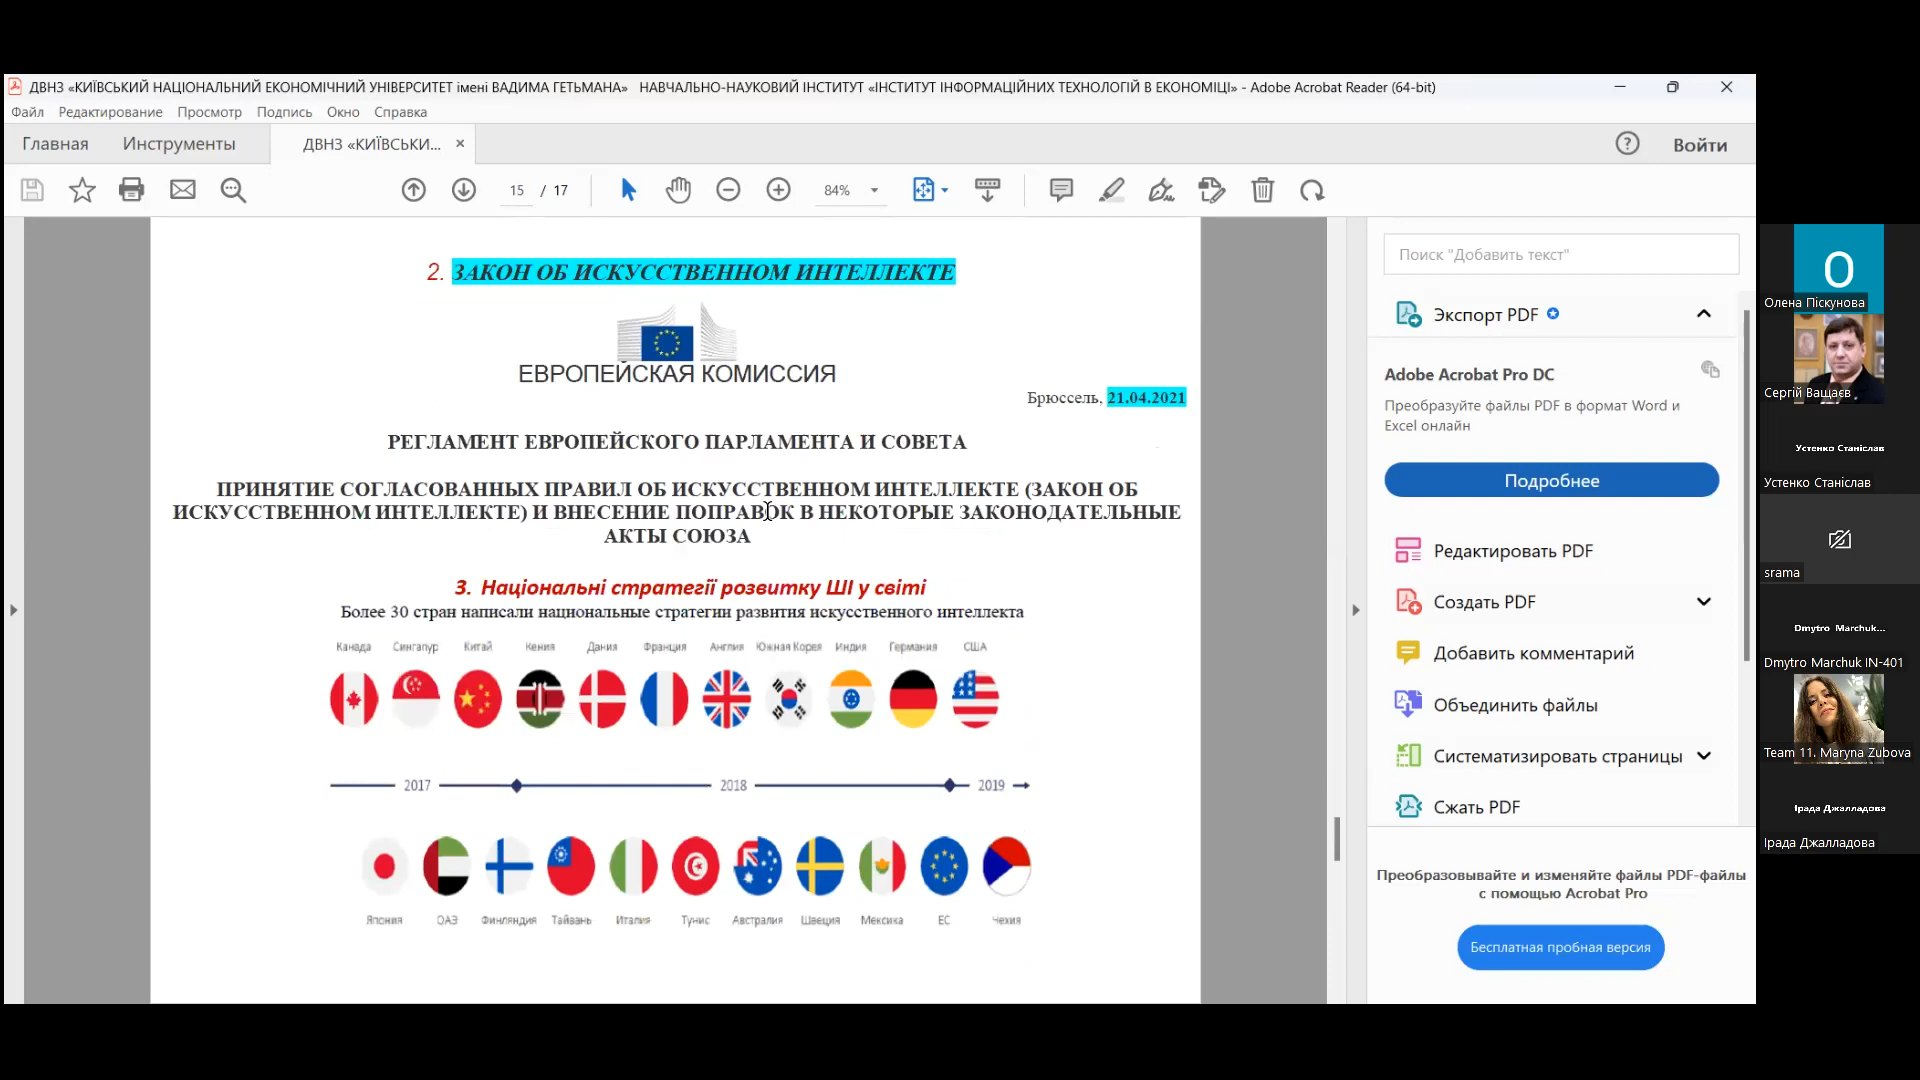 ДВНЗ «КИЇВСЬКИЙ НАЦІОНАЛЬНИЙ ЕКОНОМІЧНИЙ УНІВЕРСИТЕТ імені ВАДИМА ГЕТЬМАНА» НАВЧАЛЬНО-НАУКОВИЙ ІНСТИТУТ «ІНСТИТУТ ІНФОРМАЦІЙНИХ ТЕХНОЛОГІЙ В ЕКОНОМІЦІ» - Adobe Acrobat Reader (64-bit)
Файл Редактирование Просмотр Подпись Окно Справка
Главная Инструменты ДВНЗ «КИЇВСЬКИ... Войти
15 / 17 84%
2. ЗАКОН ОБ ИСКУССТВЕННОМ ИНТЕЛЛЕКТЕ
ЕВРОПЕЙСКАЯ КОМИССИЯ
Брюссель, 21.04.2021
РЕГЛАМЕНТ ЕВРОПЕЙСКОГО ПАРЛАМЕНТА И СОВЕТА
ПРИНЯТИЕ СОГЛАСОВАННЫХ ПРАВИЛ ОБ ИСКУССТВЕННОМ ИНТЕЛЛЕКТЕ (ЗАКОН ОБ
ИСКУССТВЕННОМ ИНТЕЛЛЕКТЕ) И ВНЕСЕНИЕ ПОПРАВОК В НЕКОТОРЫЕ ЗАКОНОДАТЕЛЬНЫЕ
АКТЫ СОЮЗА
3. Національні стратегії розвитку ШІ у світі
Более 30 стран написали национальные стратегии развития искусственного интеллекта
Канада Сингапур Китай Кения Дания Франция Англия Южная Корея Индия Германия США
2017 2018 2019
Япония ОАЭ Финляндия Тайвань Италия Тунис Австралия Швеция Мексика ЕС Чехия
Поиск "Добавить текст"
Экспорт PDF
Adobe Acrobat Pro DC
Преобразуйте файлы PDF в формат Word и
Excel онлайн
Подробнее
Редактировать PDF
Создать PDF
Добавить комментарий
Объединить файлы
Систематизировать страницы
Сжать PDF
Преобразовывайте и изменяйте файлы PDF-файлы
с помощью Acrobat Pro
Бесплатная пробная версия
О
Олена Піскунова
Сергій Ващаєв
Устенко Станіслав
Устенко Станіслав
srama
Dmytro Marchuk...
Dmytro Marchuk ІН-401
Team 11. Maryna Zubova
Ірада Джалладова
Ірада Джалладова